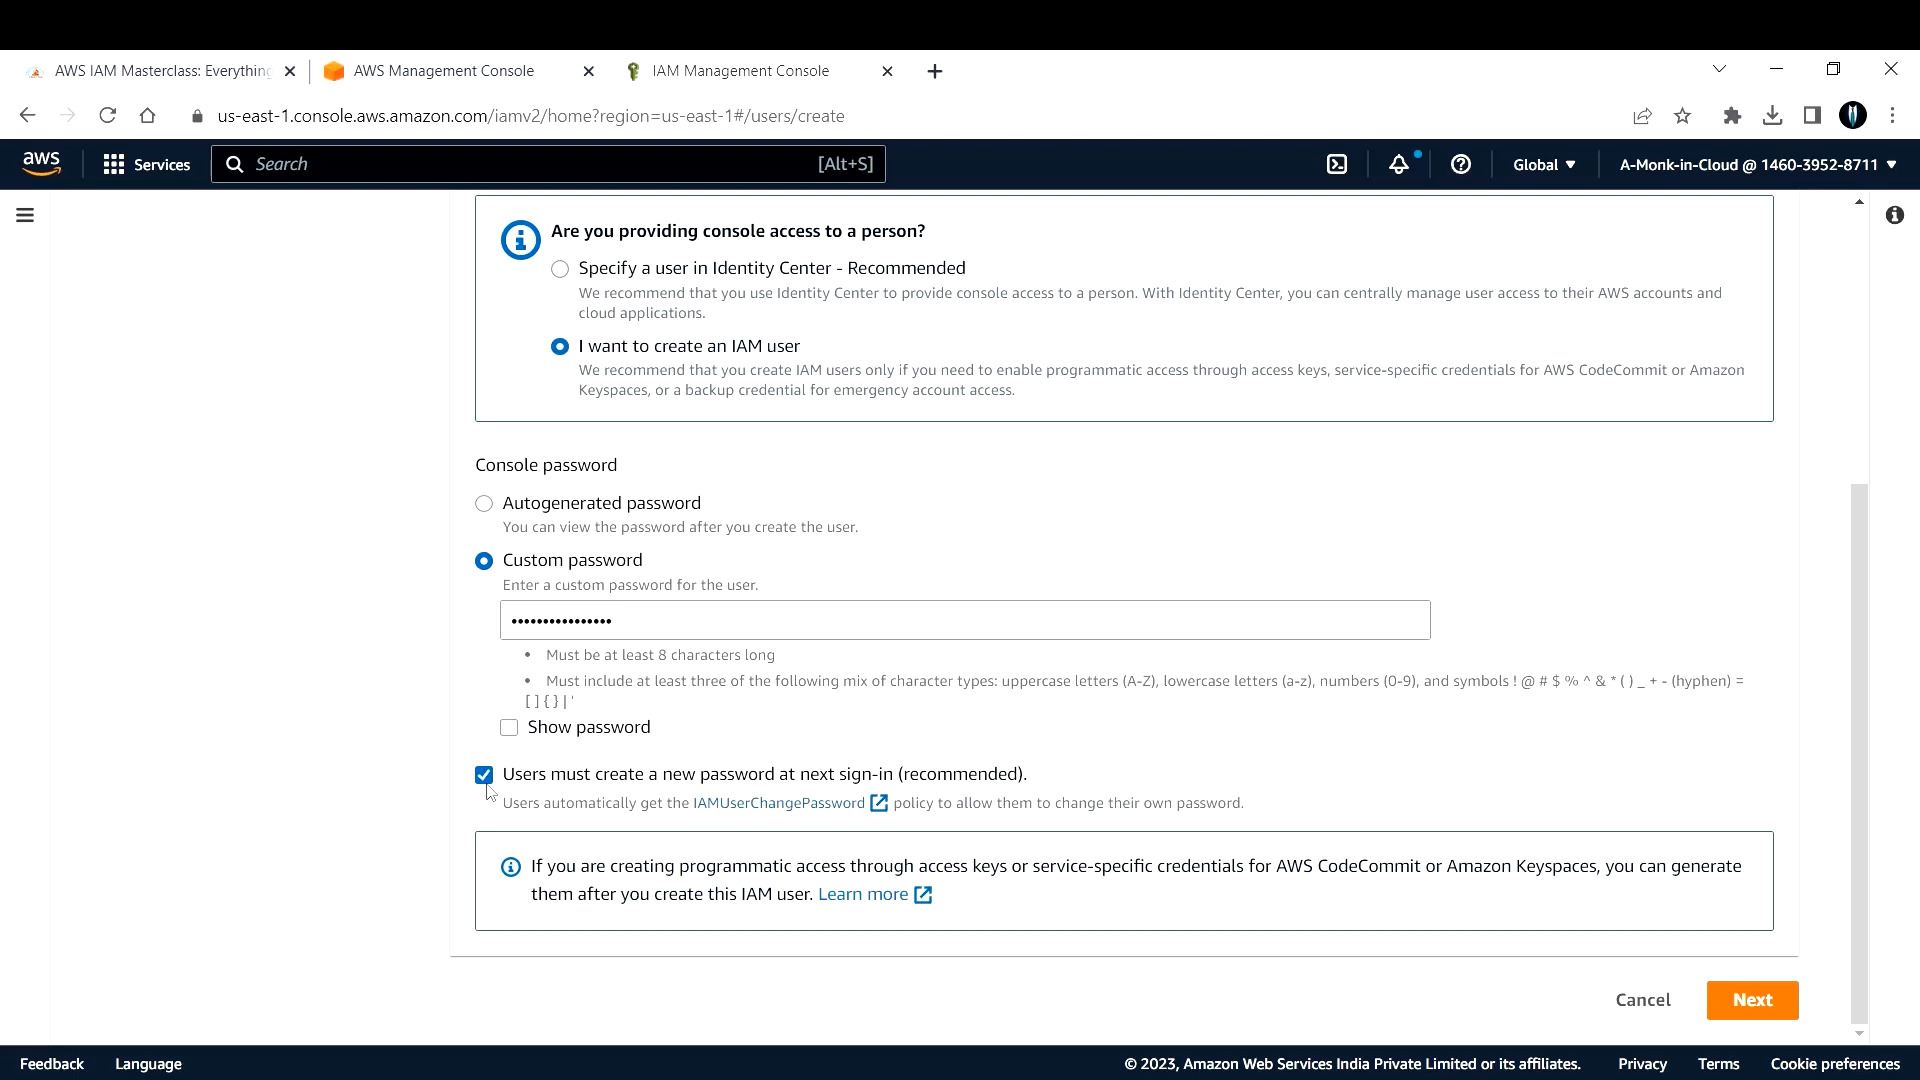 AWS IAM Masterclass: Everything
AWS Management Console
IAM Management Console
us-east-1.console.aws.amazon.com/iamv2/home?region=us-east-1#/users/create
aws
Services
Search
[Alt+S]
Global
A-Monk-in-Cloud @ 1460-3952-8711
Are you providing console access to a person?
Specify a user in Identity Center - Recommended
We recommend that you use Identity Center to provide console access to a person. With Identity Center, you can centrally manage user access to their AWS accounts and
cloud applications.
I want to create an IAM user
We recommend that you create IAM users only if you need to enable programmatic access through access keys, service-specific credentials for AWS CodeCommit or Amazon
Keyspaces, or a backup credential for emergency account access.
Console password
Autogenerated password
You can view the password after you create the user.
Custom password
Enter a custom password for the user.
••••••••••••••••
• Must be at least 8 characters long
• Must include at least three of the following mix of character types: uppercase letters (A-Z), lowercase letters (a-z), numbers (0-9), and symbols ! @ # $ % ^ & * ( ) _ + - (hyphen) =
[ ] { } | '
Show password
Users must create a new password at next sign-in (recommended).
Users automatically get the IAMUserChangePassword policy to allow them to change their own password.
If you are creating programmatic access through access keys or service-specific credentials for AWS CodeCommit or Amazon Keyspaces, you can generate
them after you create this IAM user. Learn more
Cancel
Next
Feedback
Language
© 2023, Amazon Web Services India Private Limited or its affiliates.
Privacy
Terms
Cookie preferences